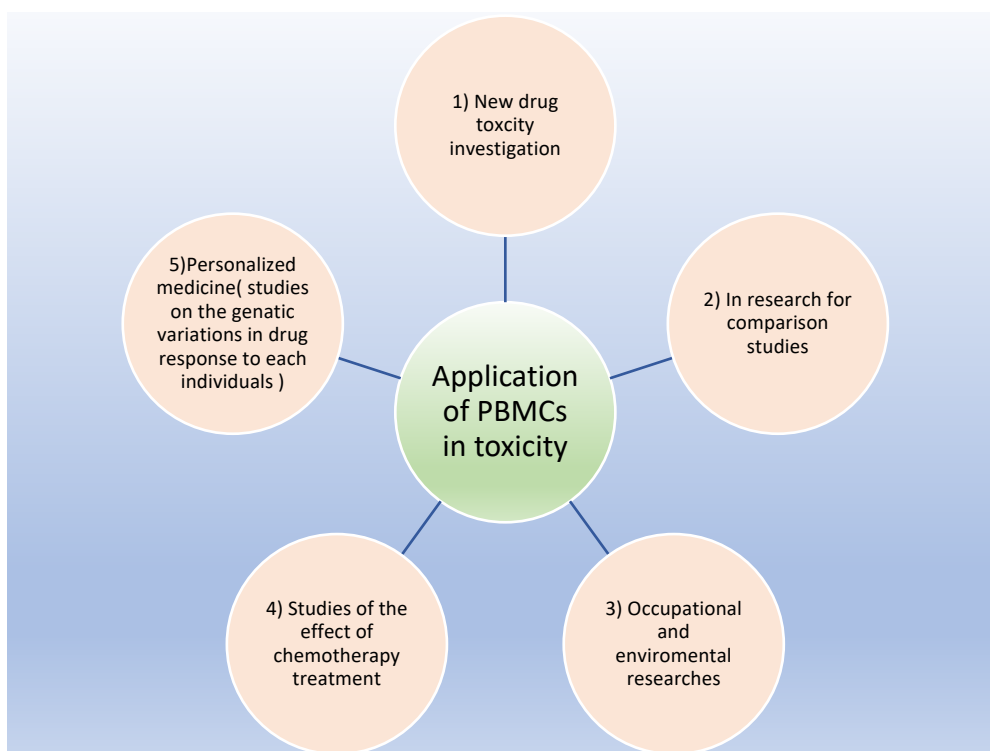 1) New drug
toxcity
investigation
2) In research for
comparison
studies
3) Occupational
and
enviromental
researches
4) Studies of the
effect of
chemotherapy
treatment
5)Personalized
medicine( studies
on the genatic
variations in drug
response to each
individuals )
Application
of PBMCs
in toxicity